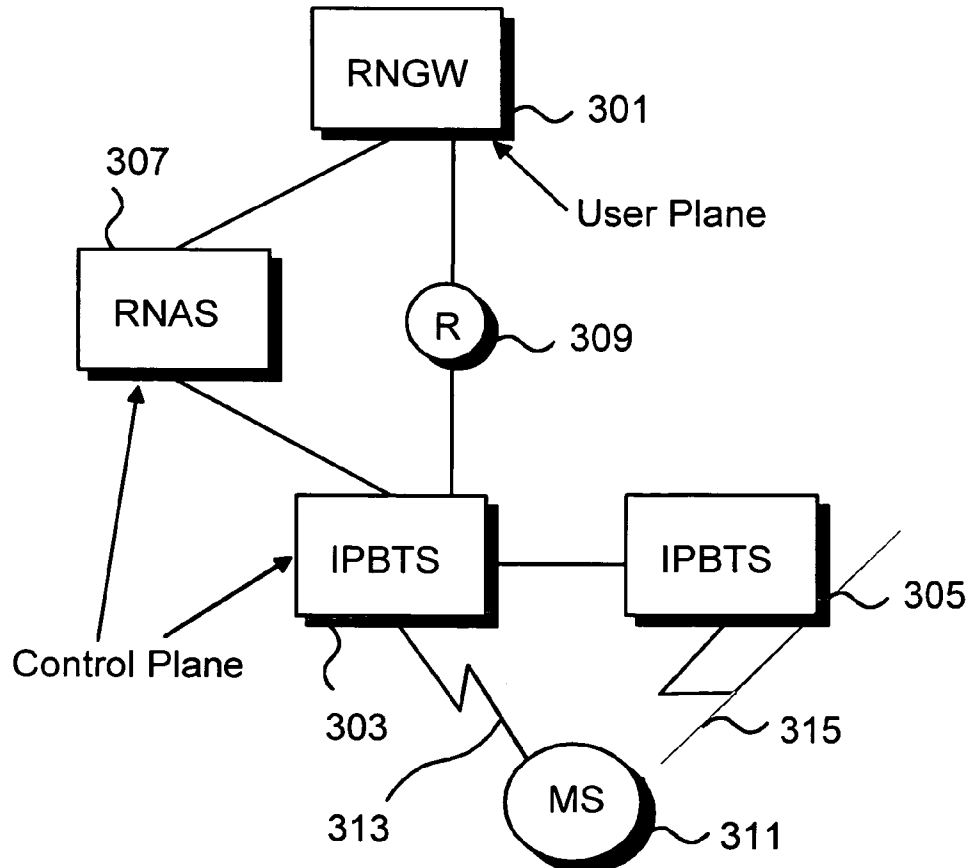 RNGW
301
307
User Plane
RNAS
R
309
IPBTS
IPBTS
305
Control Plane
303
315
313
MS
311